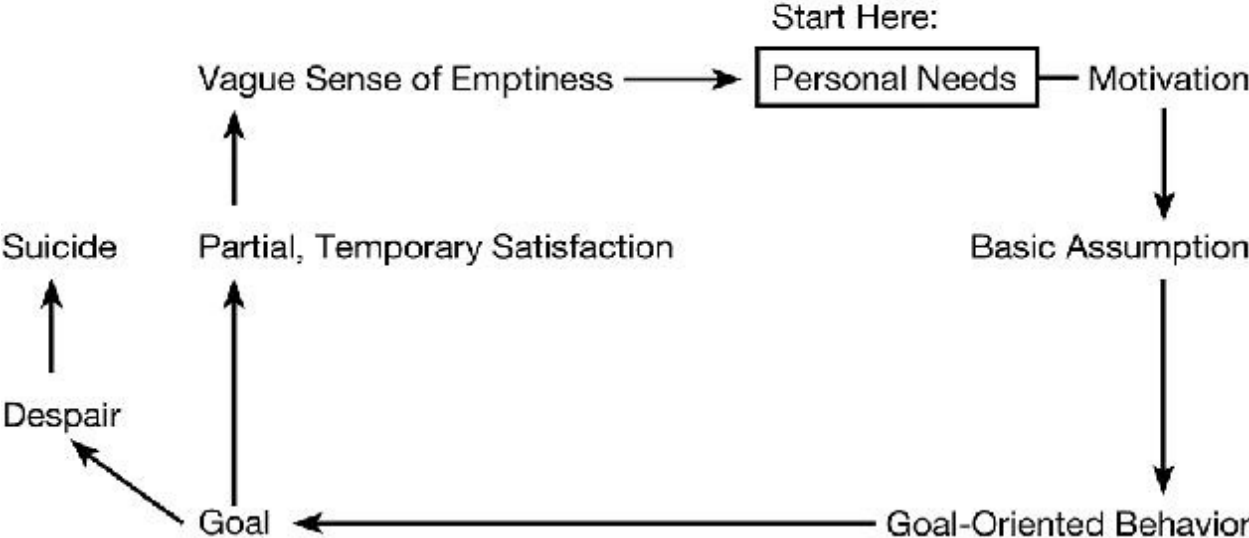 Start Here:
Vague Sense of Emptiness Personal Needs Motivation
Suicide Partial, Temporary Satisfaction Basic Assumption
Despair
Goal Goal-Oriented Behavior